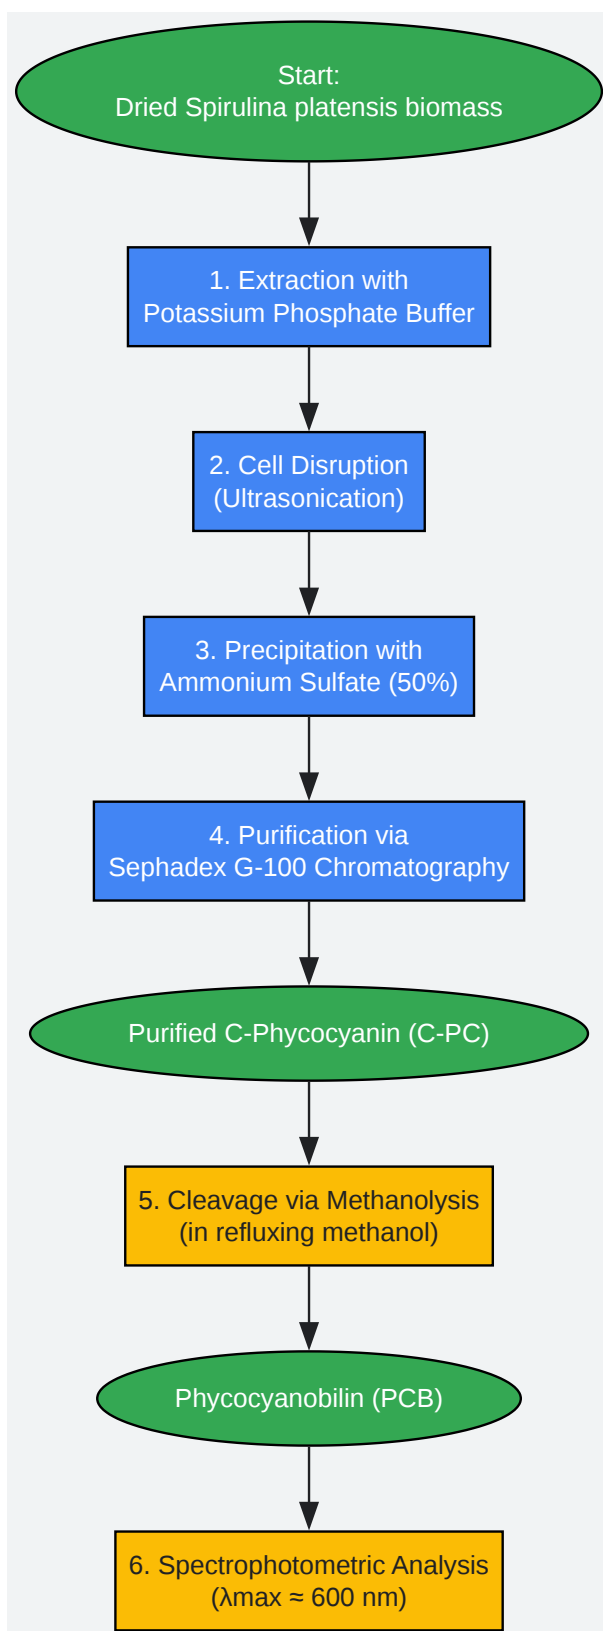 Start:
Dried Spirulina platensis biomass
1. Extraction with
Potassium Phosphate Buffer
2. Cell Disruption
(Ultrasonication)
3. Precipitation with
Ammonium Sulfate (50%)
4. Purification via
Sephadex G-100 Chromatography
Purified C-Phycocyanin (C-PC)
5. Cleavage via Methanolysis
(in refluxing methanol)
Phycocyanobilin (PCB)
6. Spectrophotometric Analysis
(λmax ≈ 600 nm)